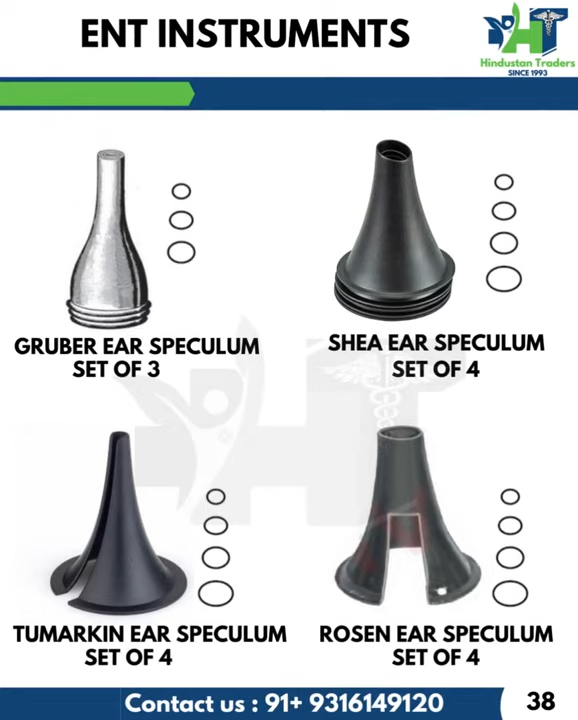 ENT INSTRUMENTS
Hindustan Traders
SINCE 1993
GRUBER EAR SPECULUM
SET OF 3
SHEA EAR SPECULUM
SET OF 4
TUMARKIN EAR SPECULUM
SET OF 4
ROSEN EAR SPECULUM
SET OF 4
Contact us : 91+ 9316149120
38